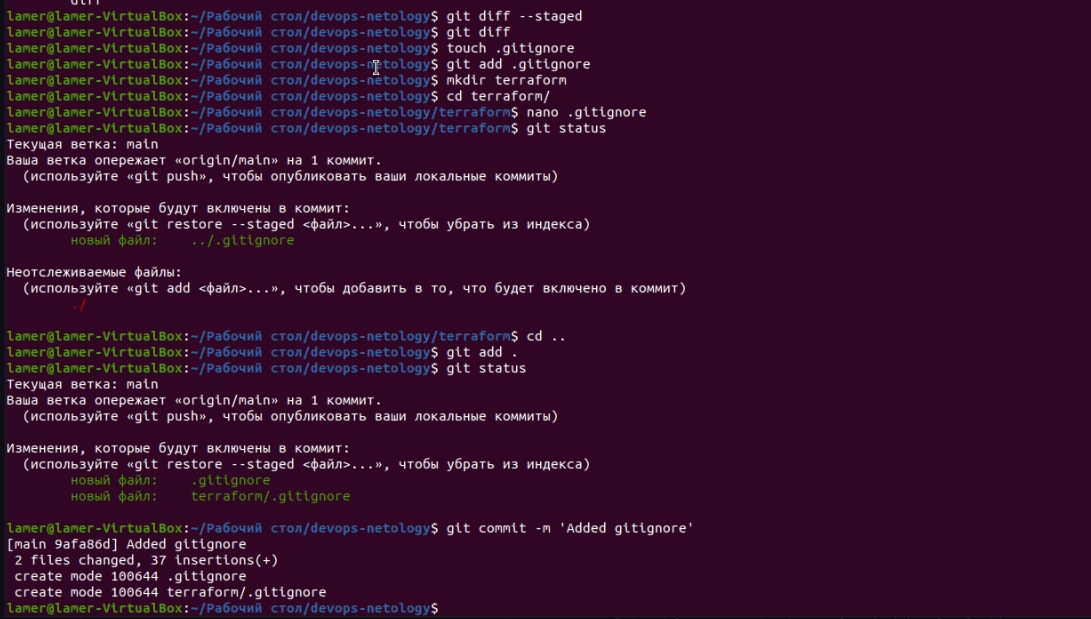 diff
lamer@lamer-VirtualBox:~/Рабочий стол/devops-netology$ git diff --staged
lamer@lamer-VirtualBox:~/Рабочий стол/devops-netology$ git diff
lamer@lamer-VirtualBox:~/Рабочий стол/devops-netology$ touch .gitignore
lamer@lamer-VirtualBox:~/Рабочий стол/devops-netology$ git add .gitignore
lamer@lamer-VirtualBox:~/Рабочий стол/devops-netology$ mkdir terraform
lamer@lamer-VirtualBox:~/Рабочий стол/devops-netology$ cd terraform/
lamer@lamer-VirtualBox:~/Рабочий стол/devops-netology/terraform$ nano .gitignore
lamer@lamer-VirtualBox:~/Рабочий стол/devops-netology/terraform$ git status
Текущая ветка: main
Ваша ветка опережает «origin/main» на 1 коммит.
  (используйте «git push», чтобы опубликовать ваши локальные коммиты)
Изменения, которые будут включены в коммит:
  (используйте «git restore --staged <файл>...», чтобы убрать из индекса)
        новый файл:    ../.gitignore
Неотслеживаемые файлы:
  (используйте «git add <файл>...», чтобы добавить в то, что будет включено в коммит)
        ./
lamer@lamer-VirtualBox:~/Рабочий стол/devops-netology/terraform$ cd ..
lamer@lamer-VirtualBox:~/Рабочий стол/devops-netology$ git add .
lamer@lamer-VirtualBox:~/Рабочий стол/devops-netology$ git status
Текущая ветка: main
Ваша ветка опережает «origin/main» на 1 коммит.
  (используйте «git push», чтобы опубликовать ваши локальные коммиты)
Изменения, которые будут включены в коммит:
  (используйте «git restore --staged <файл>...», чтобы убрать из индекса)
        новый файл:    .gitignore
        новый файл:    terraform/.gitignore
lamer@lamer-VirtualBox:~/Рабочий стол/devops-netology$ git commit -m 'Added gitignore'
[main 9afa86d] Added gitignore
 2 files changed, 37 insertions(+)
 create mode 100644 .gitignore
 create mode 100644 terraform/.gitignore
lamer@lamer-VirtualBox:~/Рабочий стол/devops-netology$